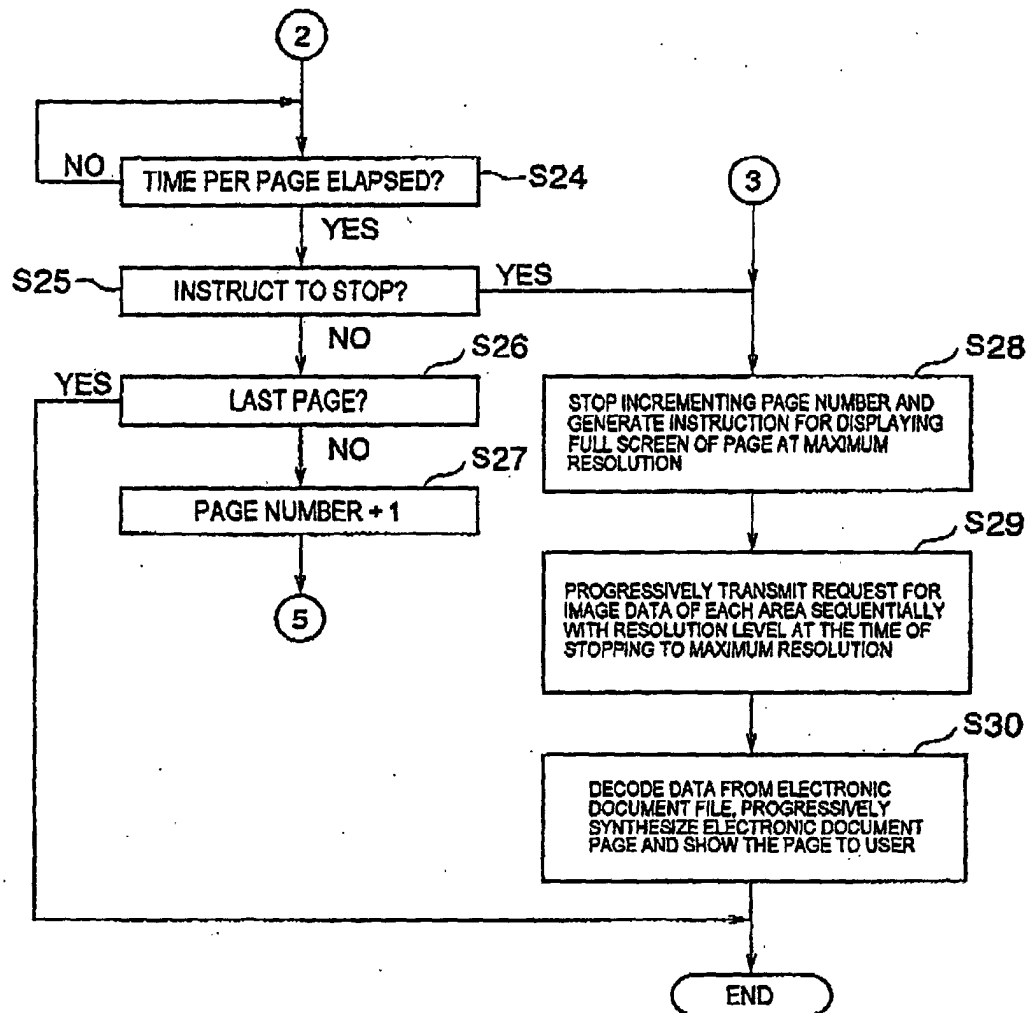 2
NO
TIME PER PAGE ELAPSED?
S24
3
YES
S25
INSTRUCT TO STOP?
YES
NO
S26
S28
YES
LAST PAGE?
STOP INCREMENTING PAGE NUMBER AND
GENERATE INSTRUCTION FOR DISPLAYING
FULL SCREEN OF PAGE AT MAXIMUM
RESOLUTION
NO
S27
PAGE NUMBER + 1
S29
PROGRESSIVELY TRANSMIT REQUEST FOR
IMAGE DATA OF EACH AREA SEQUENTIALLY
WITH RESOLUTION LEVEL AT THE TIME OF
STOPPING TO MAXIMUM RESOLUTION
5
S30
DECODE DATA FROM ELECTRONIC
DOCUMENT FILE, PROGRESSIVELY
SYNTHESIZE ELECTRONIC DOCUMENT
PAGE AND SHOW THE PAGE TO USER
END